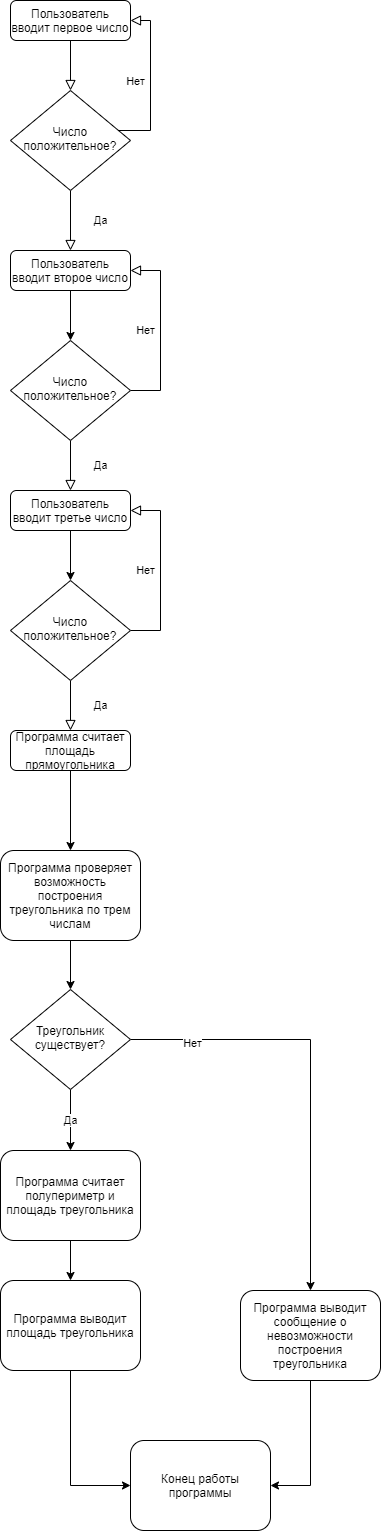 Пользователь
вводит первое число
Нет
Число
положительное?
Да
Пользователь
вводит второе число
Нет
Число
положительное?
Да
Пользователь
вводит третье число
Нет
Число
положительное?
Да
Программа считает
площадь
прямоугольника
Программа проверяет
возможность
построения
треугольника по трем
числам
Треугольник
существует?
Нет
Да
Программа считает
полупериметр и
площадь треугольника
Программа выводит
площадь треугольника
Программа выводит
сообщение о
невозможности
построения
треугольника
Конец работы
программы